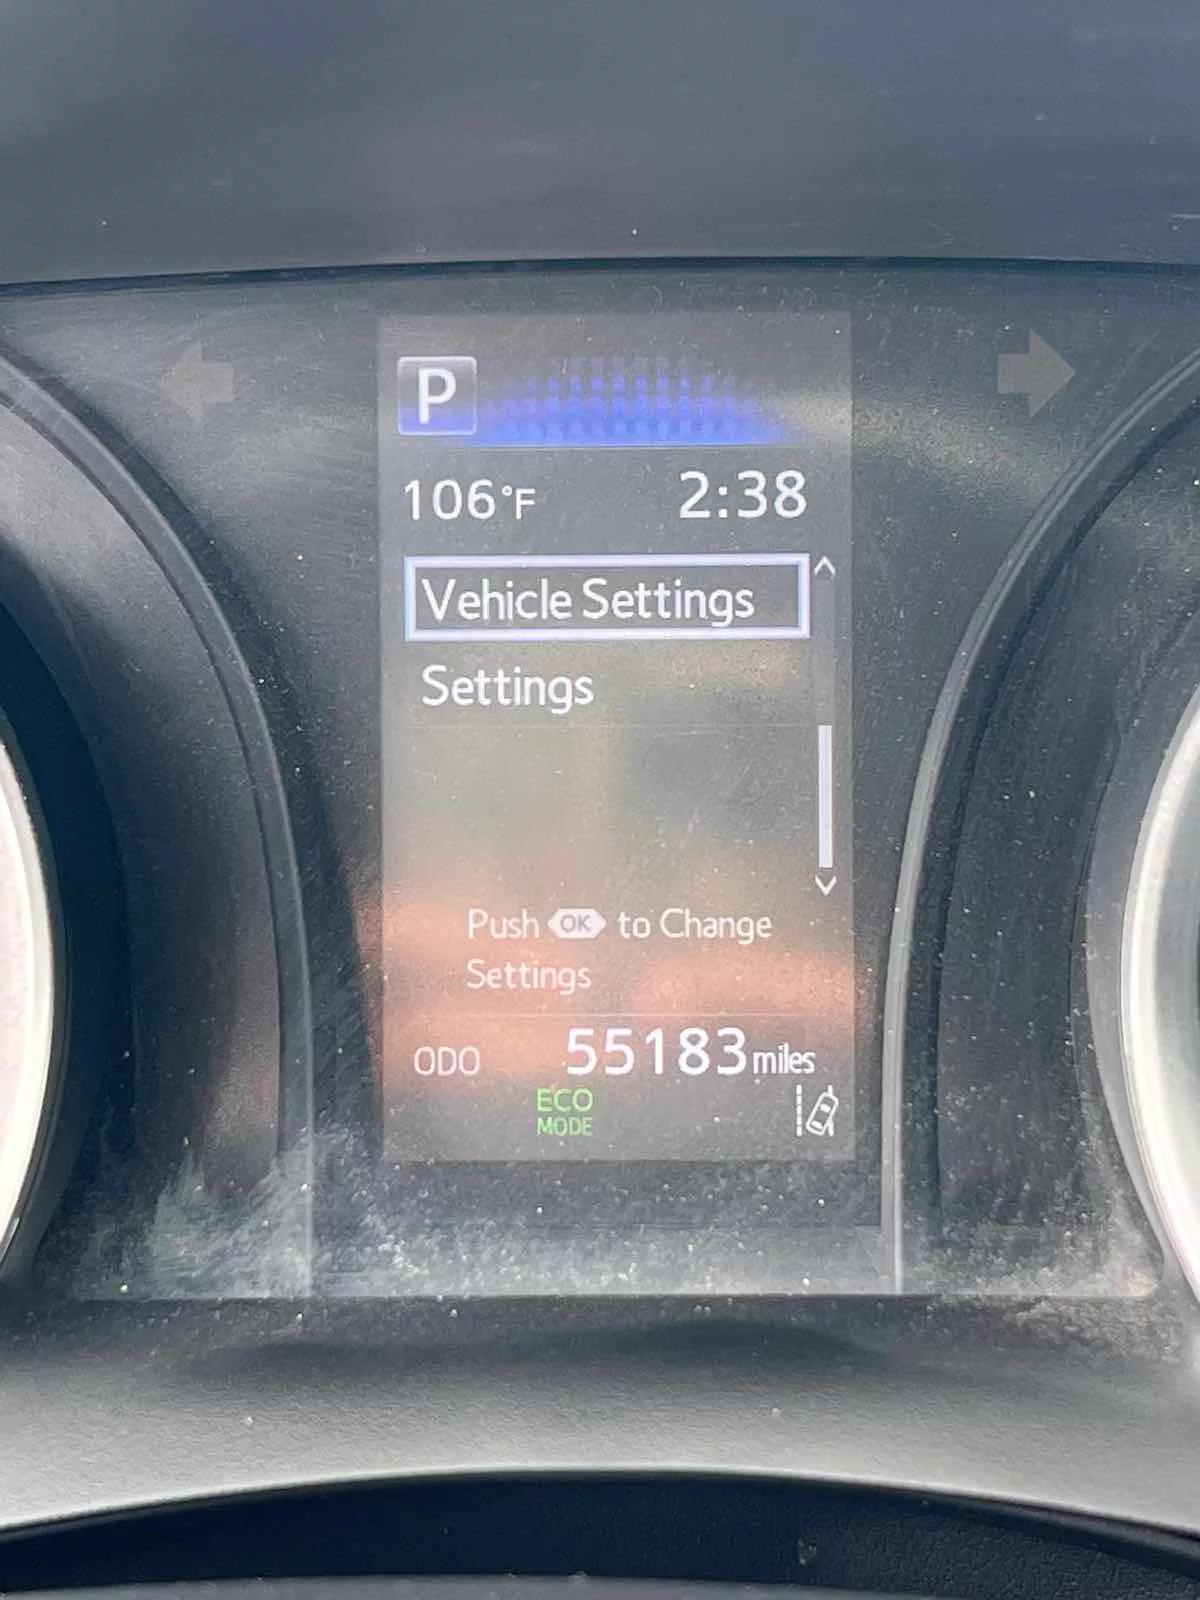 P
106°F 2:38
Vehicle Settings
Settings
Push OK to Change
Settings
ODO 55183 miles
ECO
MODE